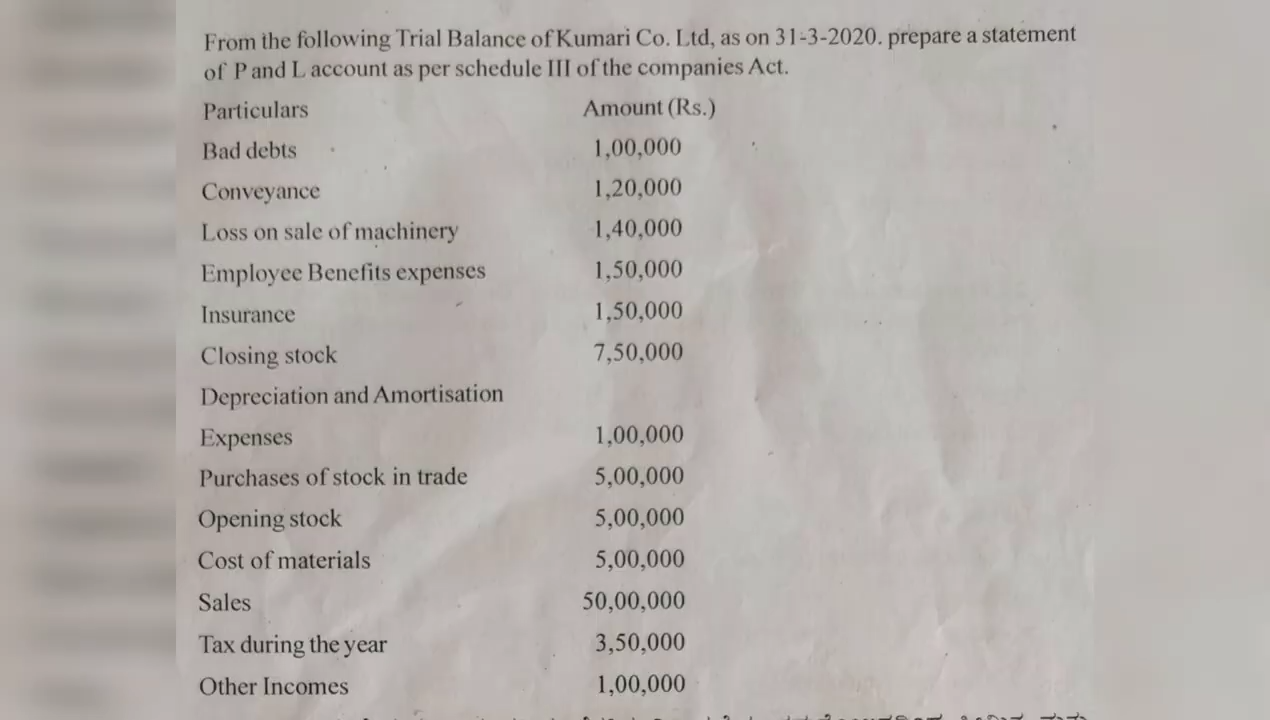 From the following Trial Balance of Kumari Co. Ltd, as on 31-3-2020. prepare a statement
of P and L account as per schedule III of the companies Act.
Particulars Amount (Rs.)
Bad debts 1,00,000
Conveyance 1,20,000
Loss on sale of machinery 1,40,000
Employee Benefits expenses 1,50,000
Insurance 1,50,000
Closing stock 7,50,000
Depreciation and Amortisation
Expenses 1,00,000
Purchases of stock in trade 5,00,000
Opening stock 5,00,000
Cost of materials 5,00,000
Sales 50,00,000
Tax during the year 3,50,000
Other Incomes 1,00,000